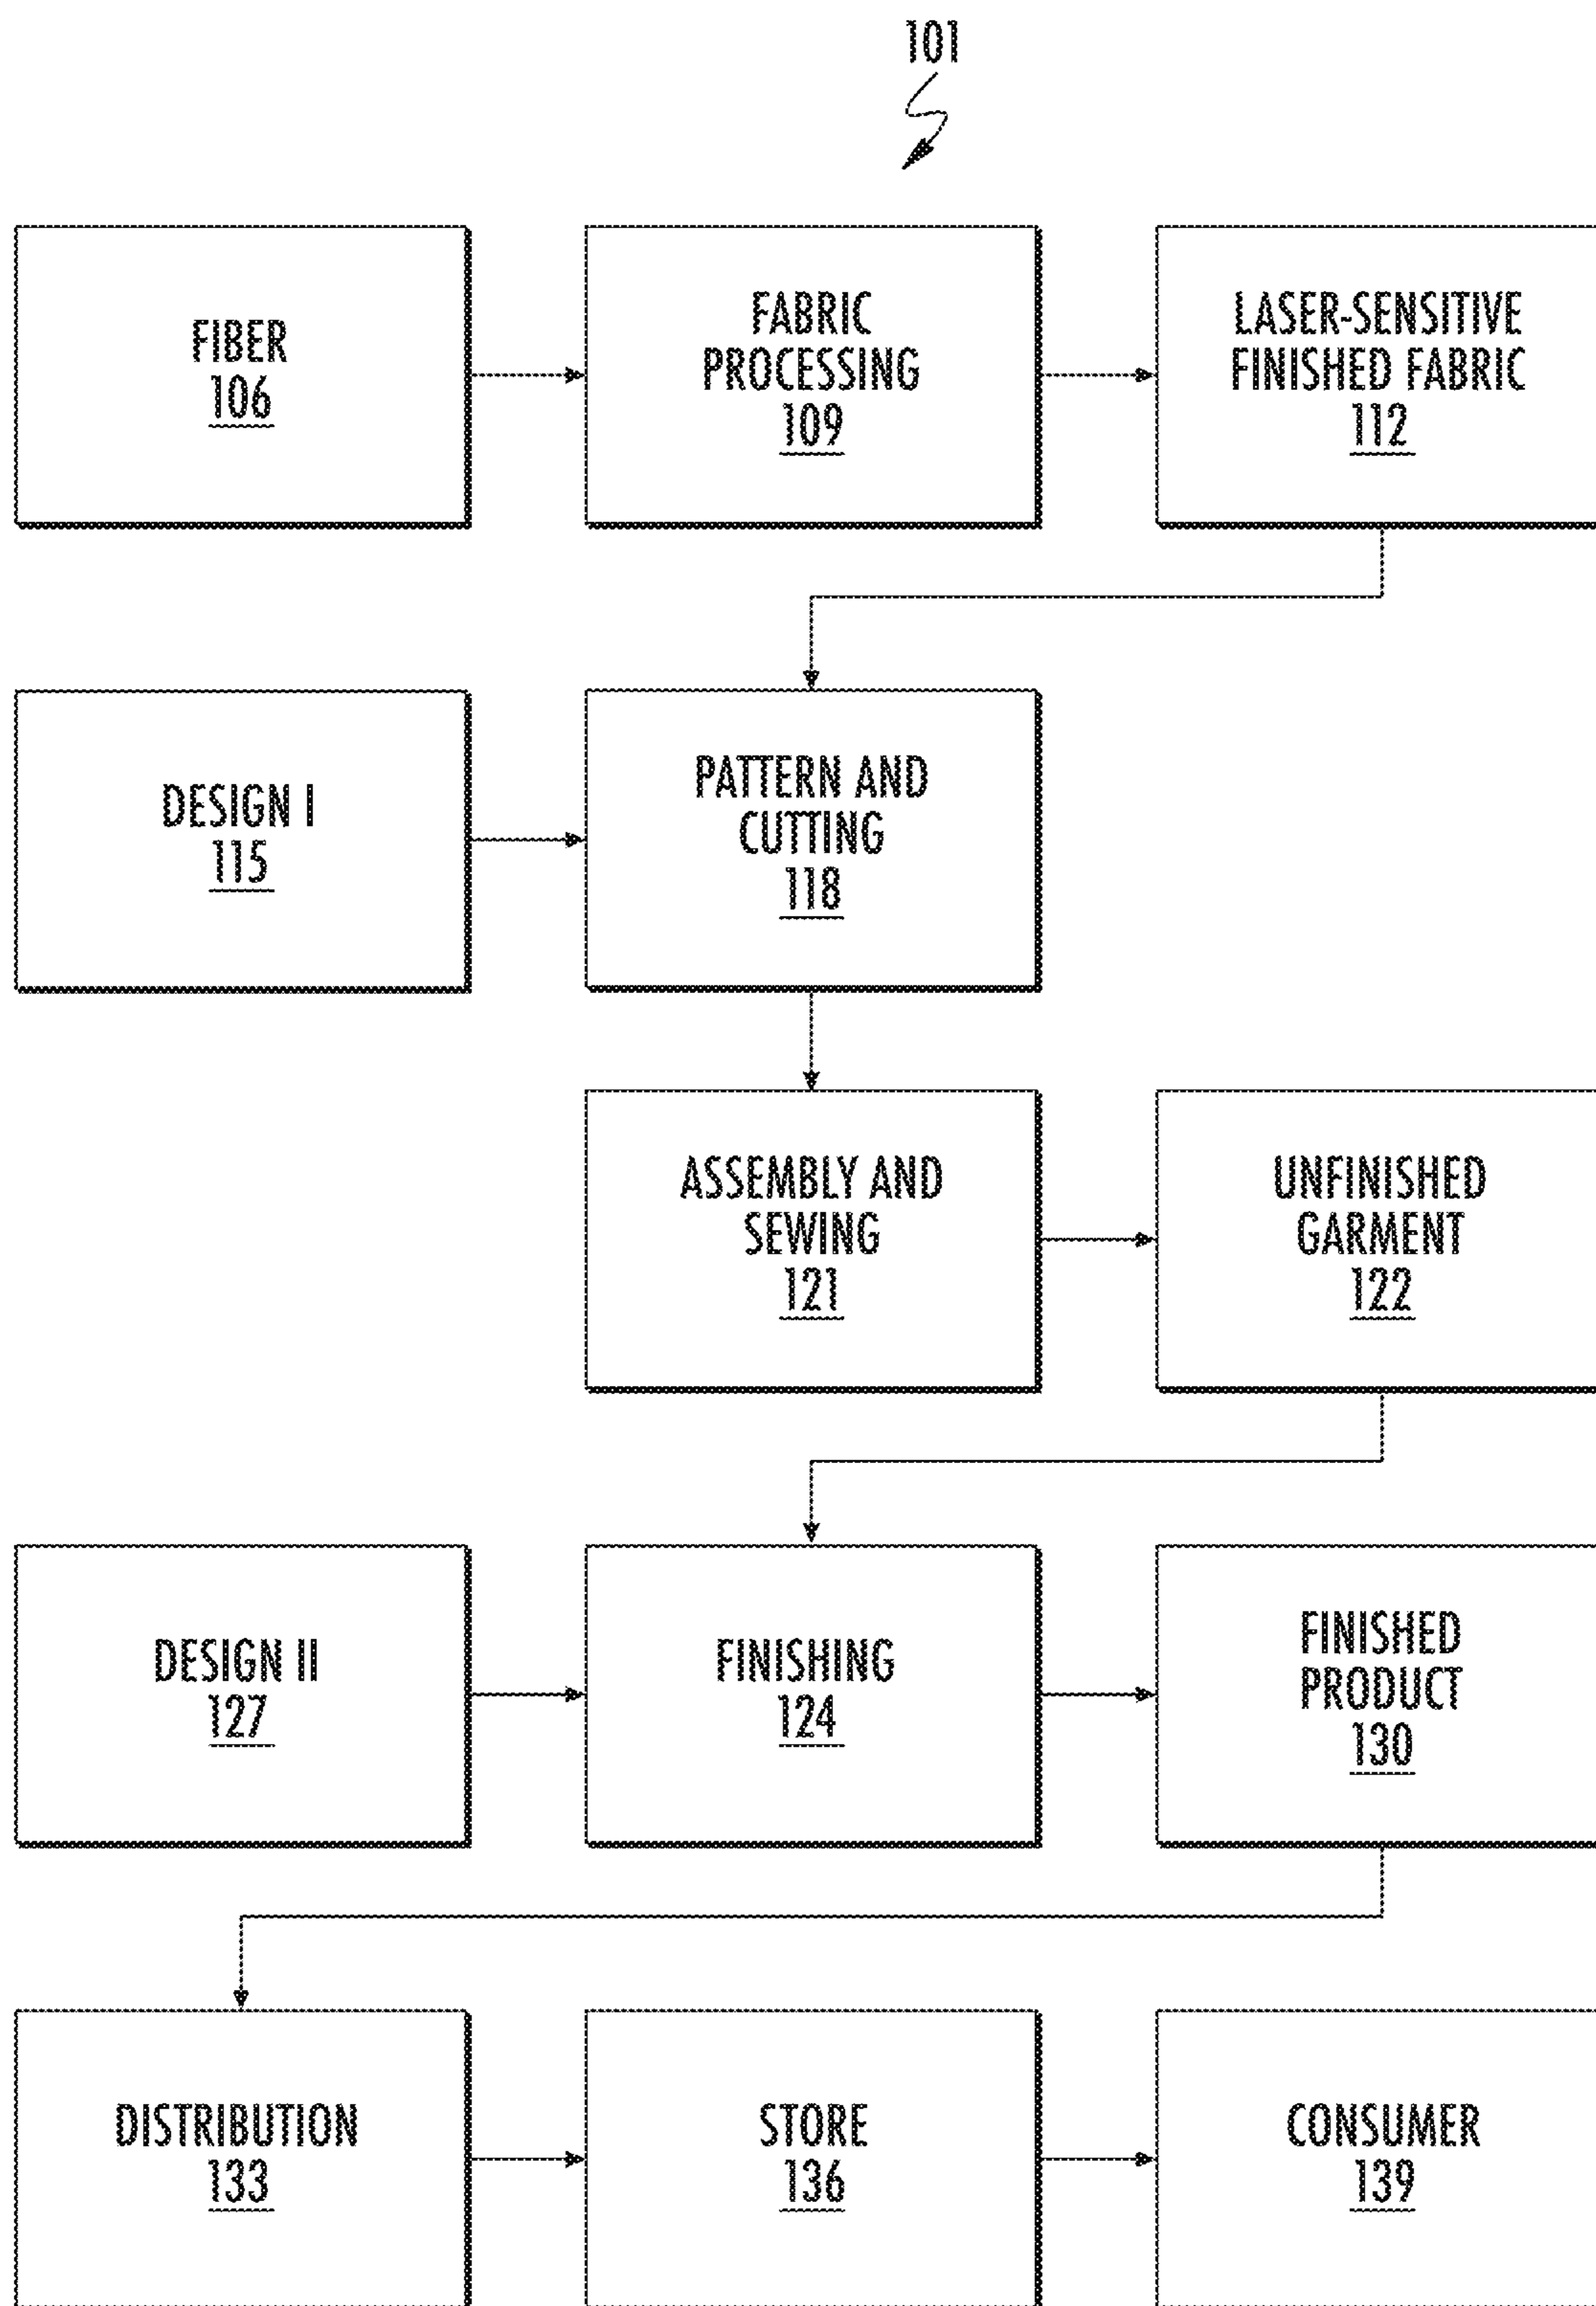 101
FIBER
106
FABRIC
PROCESSING
109
LASER-SENSITIVE
FINISHED FABRIC
112
DESIGN I
115
PATTERN AND
CUTTING
118
ASSEMBLY AND
SEWING
121
UNFINISHED
GARMENT
122
DESIGN II
127
FINISHING
124
FINISHED
PRODUCT
130
DISTRIBUTION
133
STORE
136
CONSUMER
139